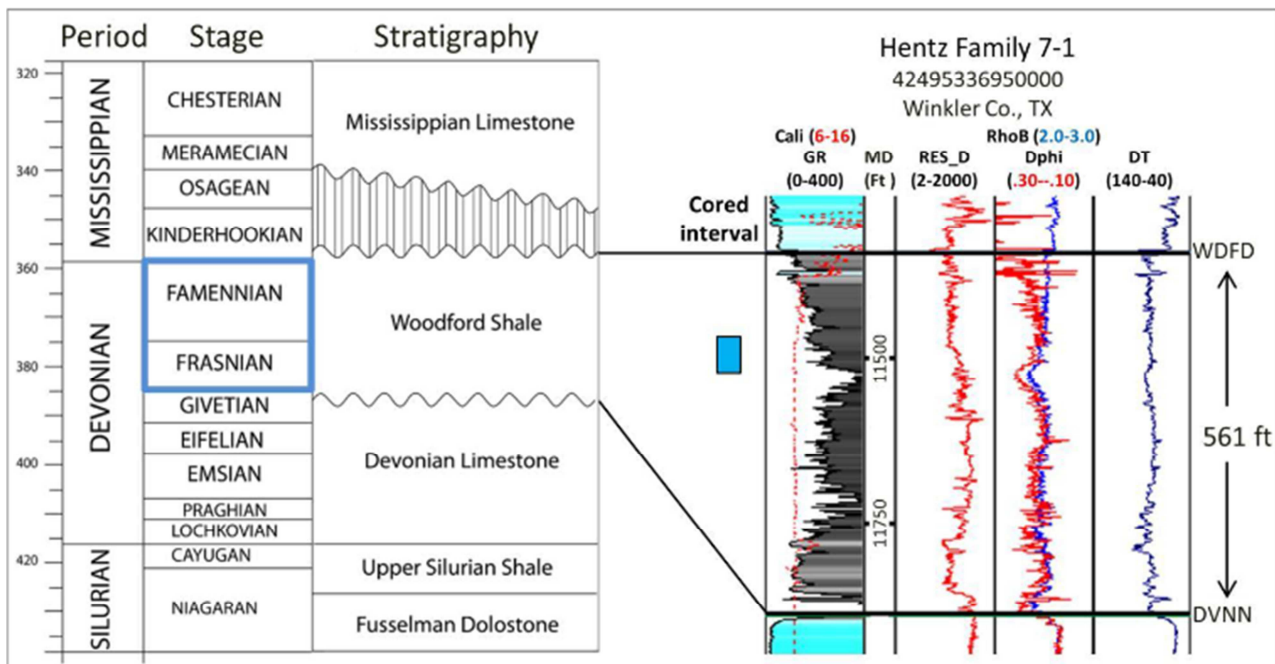 Period Stage Stratigraphy
320
340
360
380
400
420
MISSISSIPPIAN
DEVONIAN
SILURIAN
CHESTERIAN
MERAMECIAN
OSAGEAN
KINDERHOOKIAN
FAMENNIAN
FRASNIAN
GIVETIAN
EIFELIAN
EMSIAN
PRAGHIAN
LOCHKOVIAN
CAYUGAN
NIAGARAN
Mississippian Limestone
Woodford Shale
Devonian Limestone
Upper Silurian Shale
Fusselman Dolostone
Hentz Family 7-1
42495336950000
Winkler Co., TX
Cali (6-16) RhoB (2.0-3.0)
GR MD RES_D Dphi DT
(0-400) (Ft ) (2-2000) (.30--.10) (140-40)
Cored
interval
WDFD
11500
561 ft
11750
DVNN